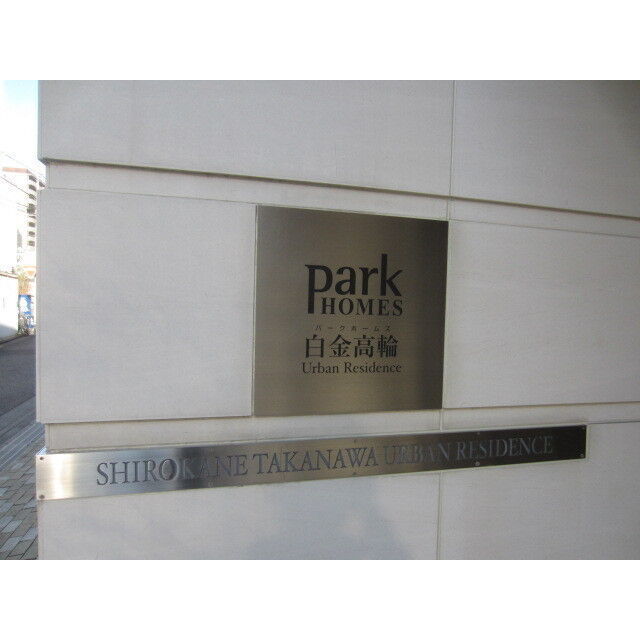 park
HOMES
パークホームズ
白金高輪
Urban Residence
SHIROKANE TAKANAWA URBAN RESIDENCE